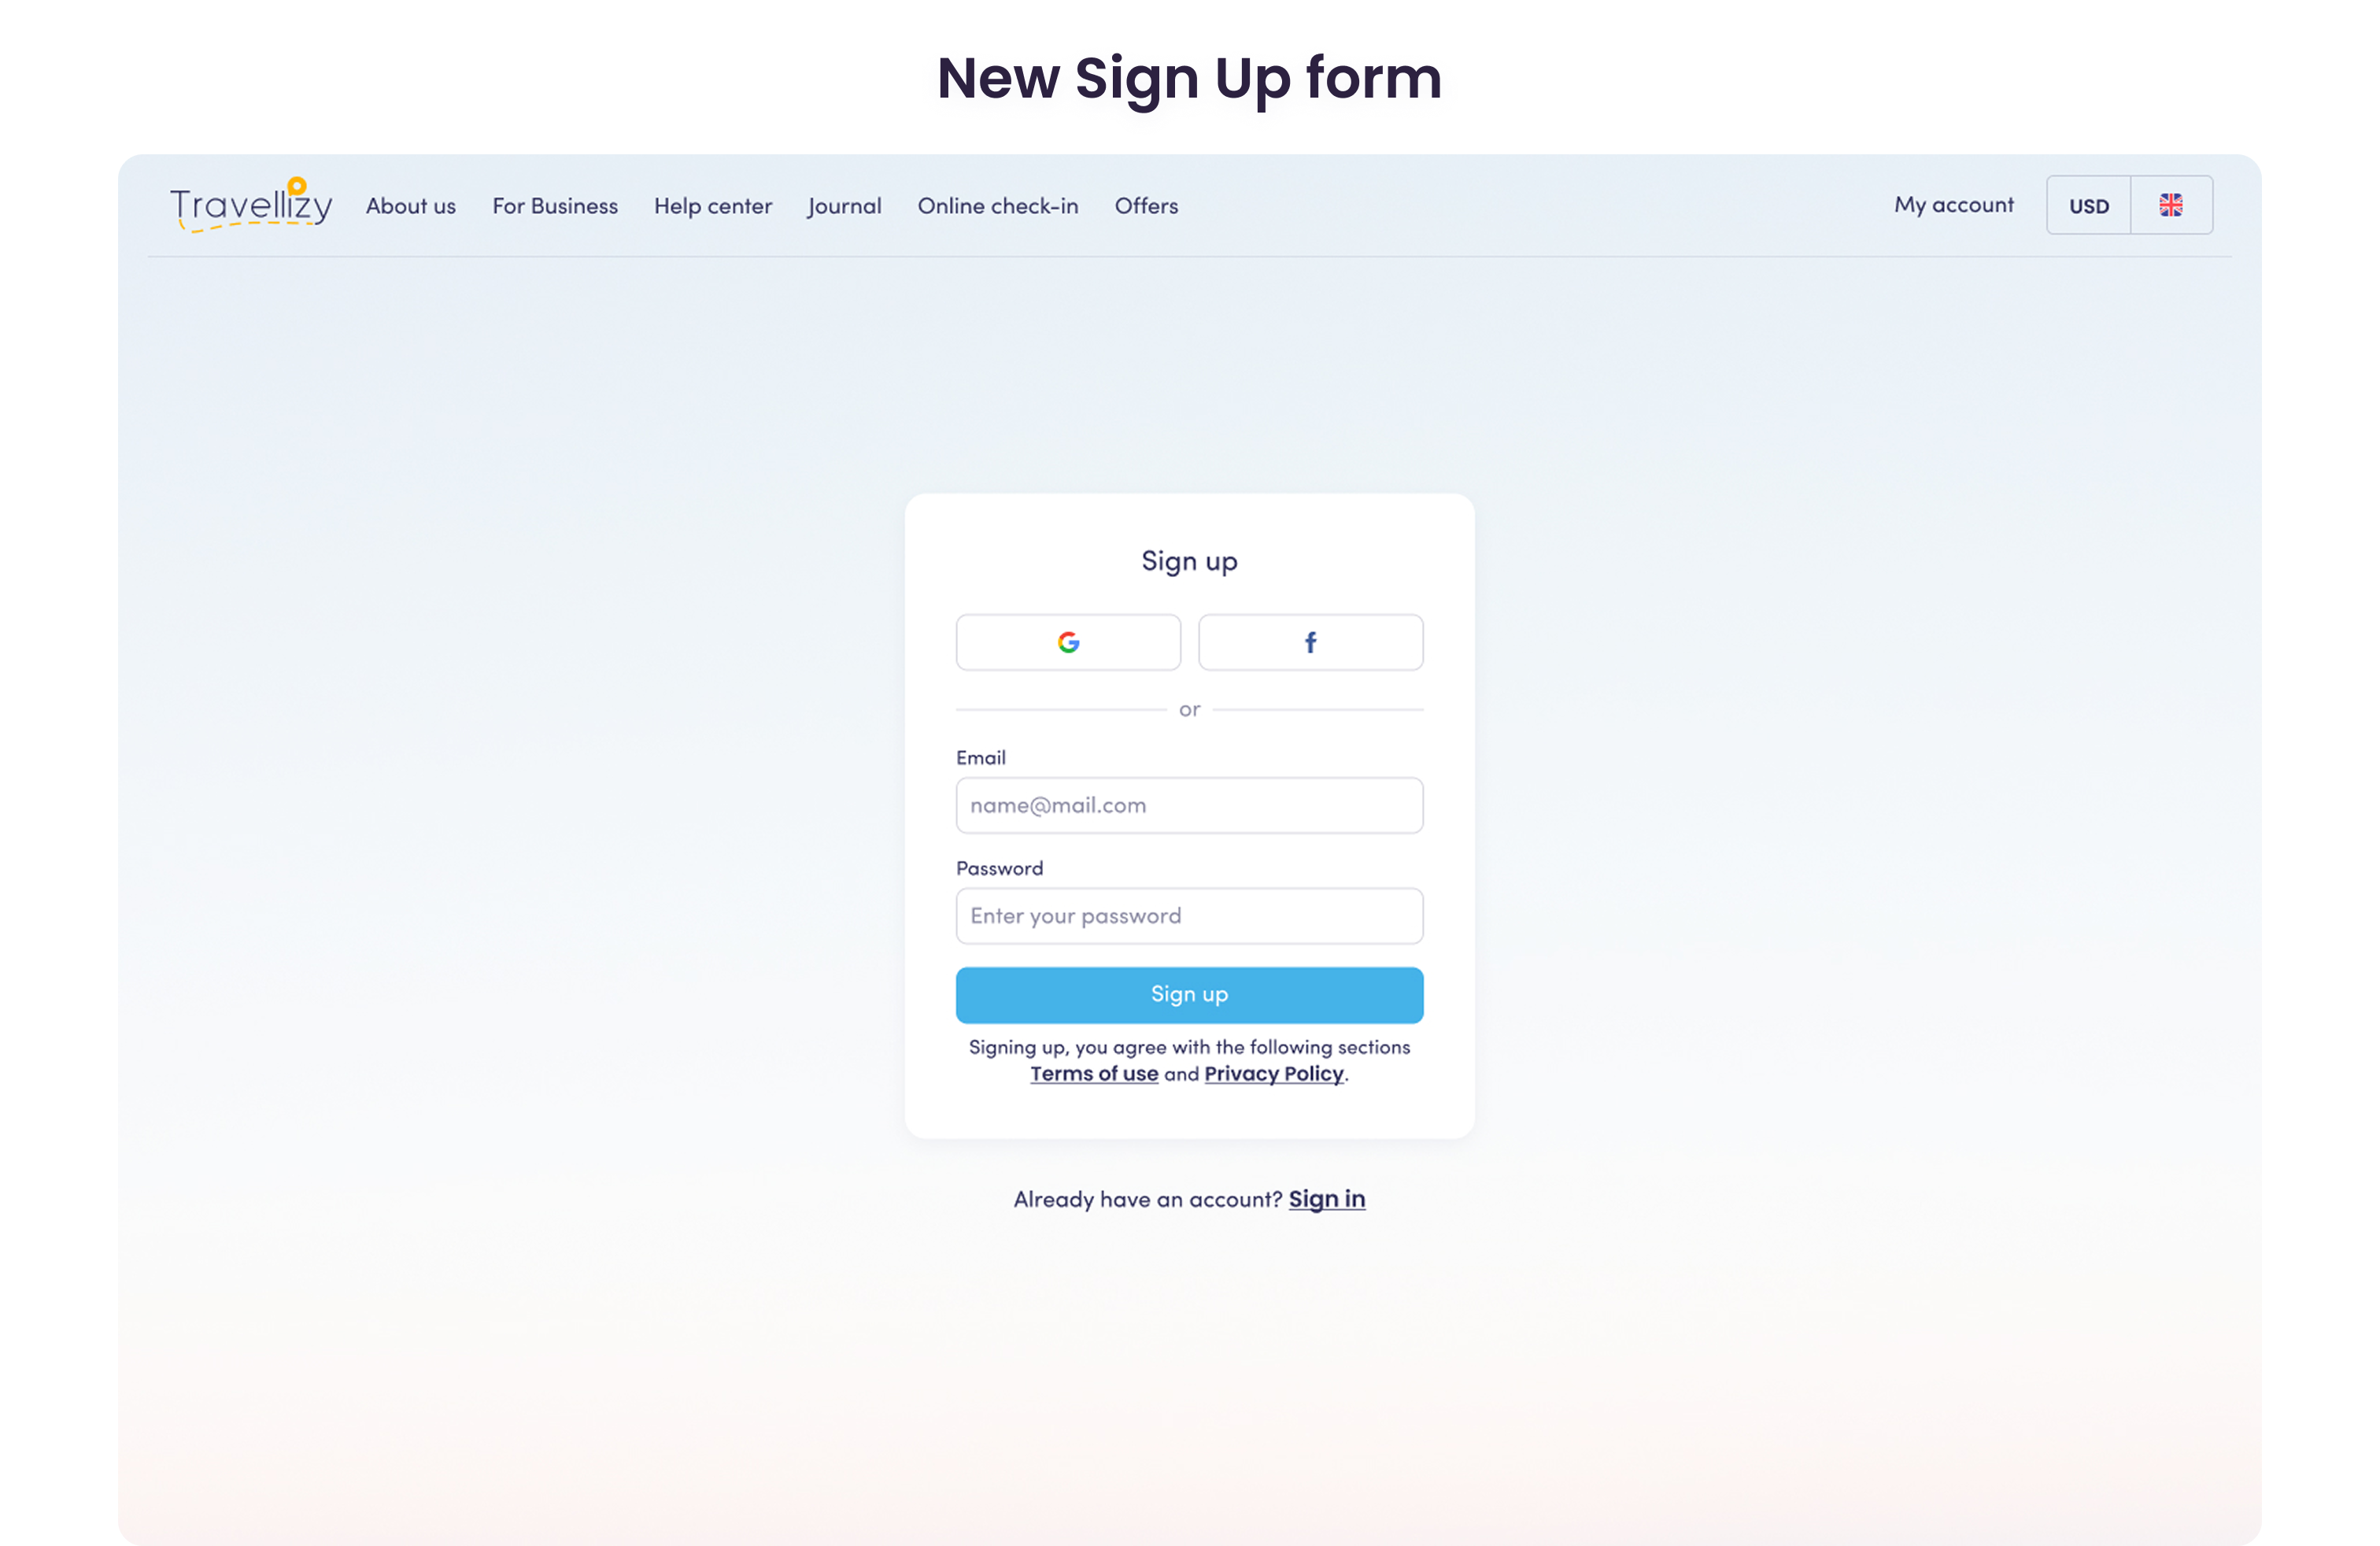 New Sign Up form
Travellizy About us For Business Help center Journal Online check-in Offers My account USD
Sign up
G f
or
Email
name@mail.com
Password
Enter your password
Sign up
Signing up, you agree with the following sections
Terms of use and Privacy Policy.
Already have an account? Sign in